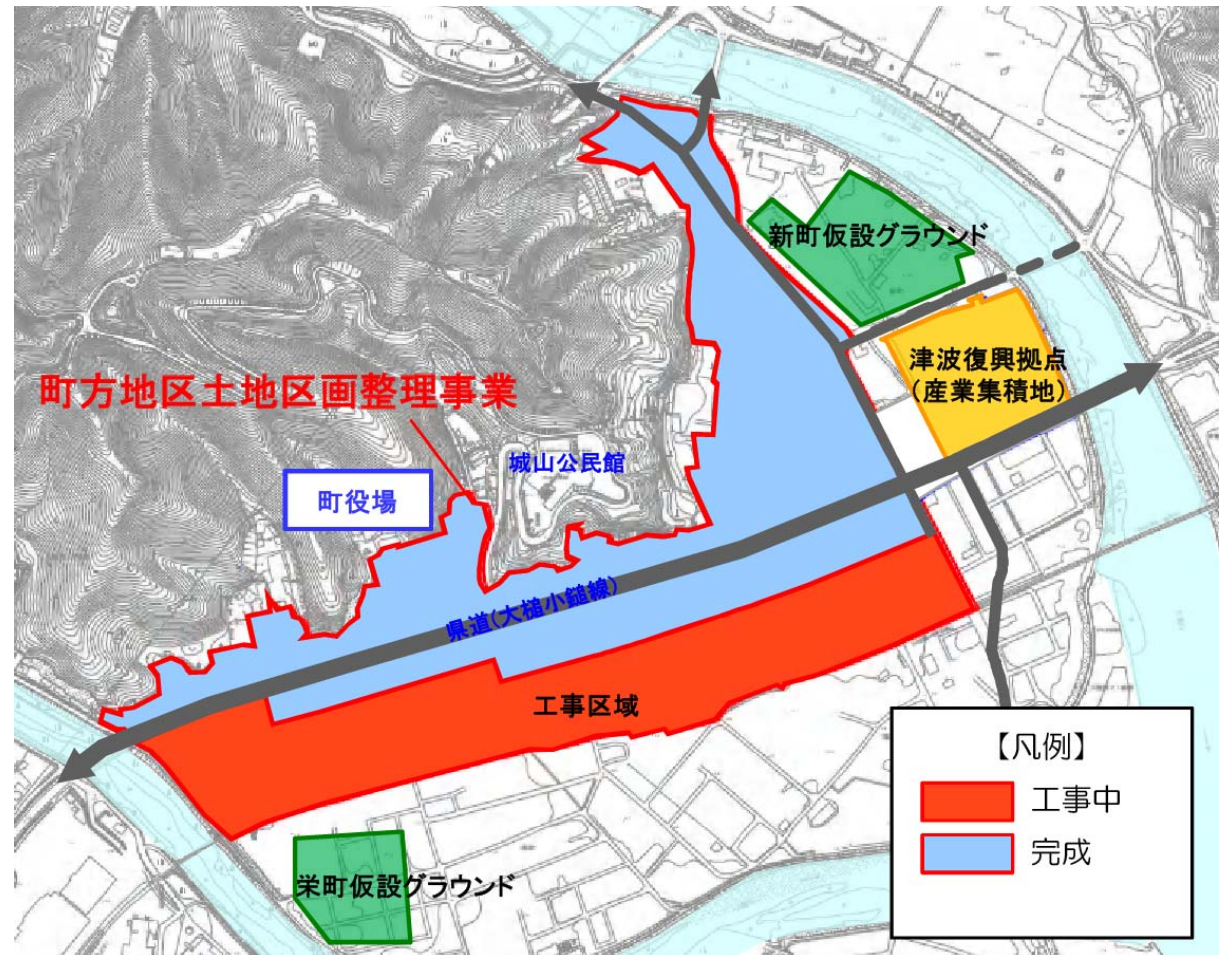 新町仮設グラウンド
津波復興拠点
(産業集積地)
町方地区土地区画整理事業
城山公民館
町役場
県道(大槌小鎚線)
工事区域
栄町仮設グラウンド
【凡例】
工事中
完成